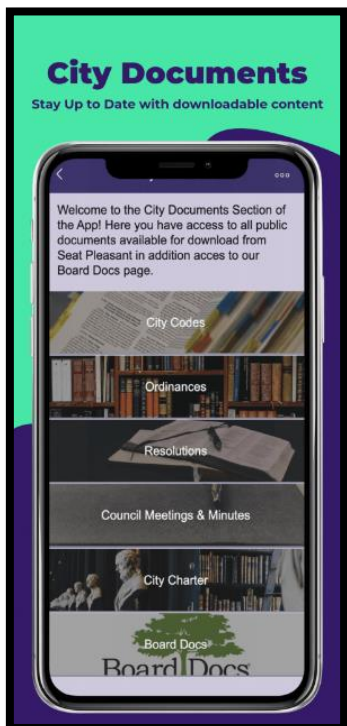 City Documents
Stay Up to Date with downloadable content
Welcome to the City Documents Section of
the App! Here you have access to all public
documents available for download from
Seat Pleasant in addition acces to our
Board Docs page.
City Codes
Ordinances
Resolutions
Council Meetings & Minutes
City Charter
Board Docs
Board Docs